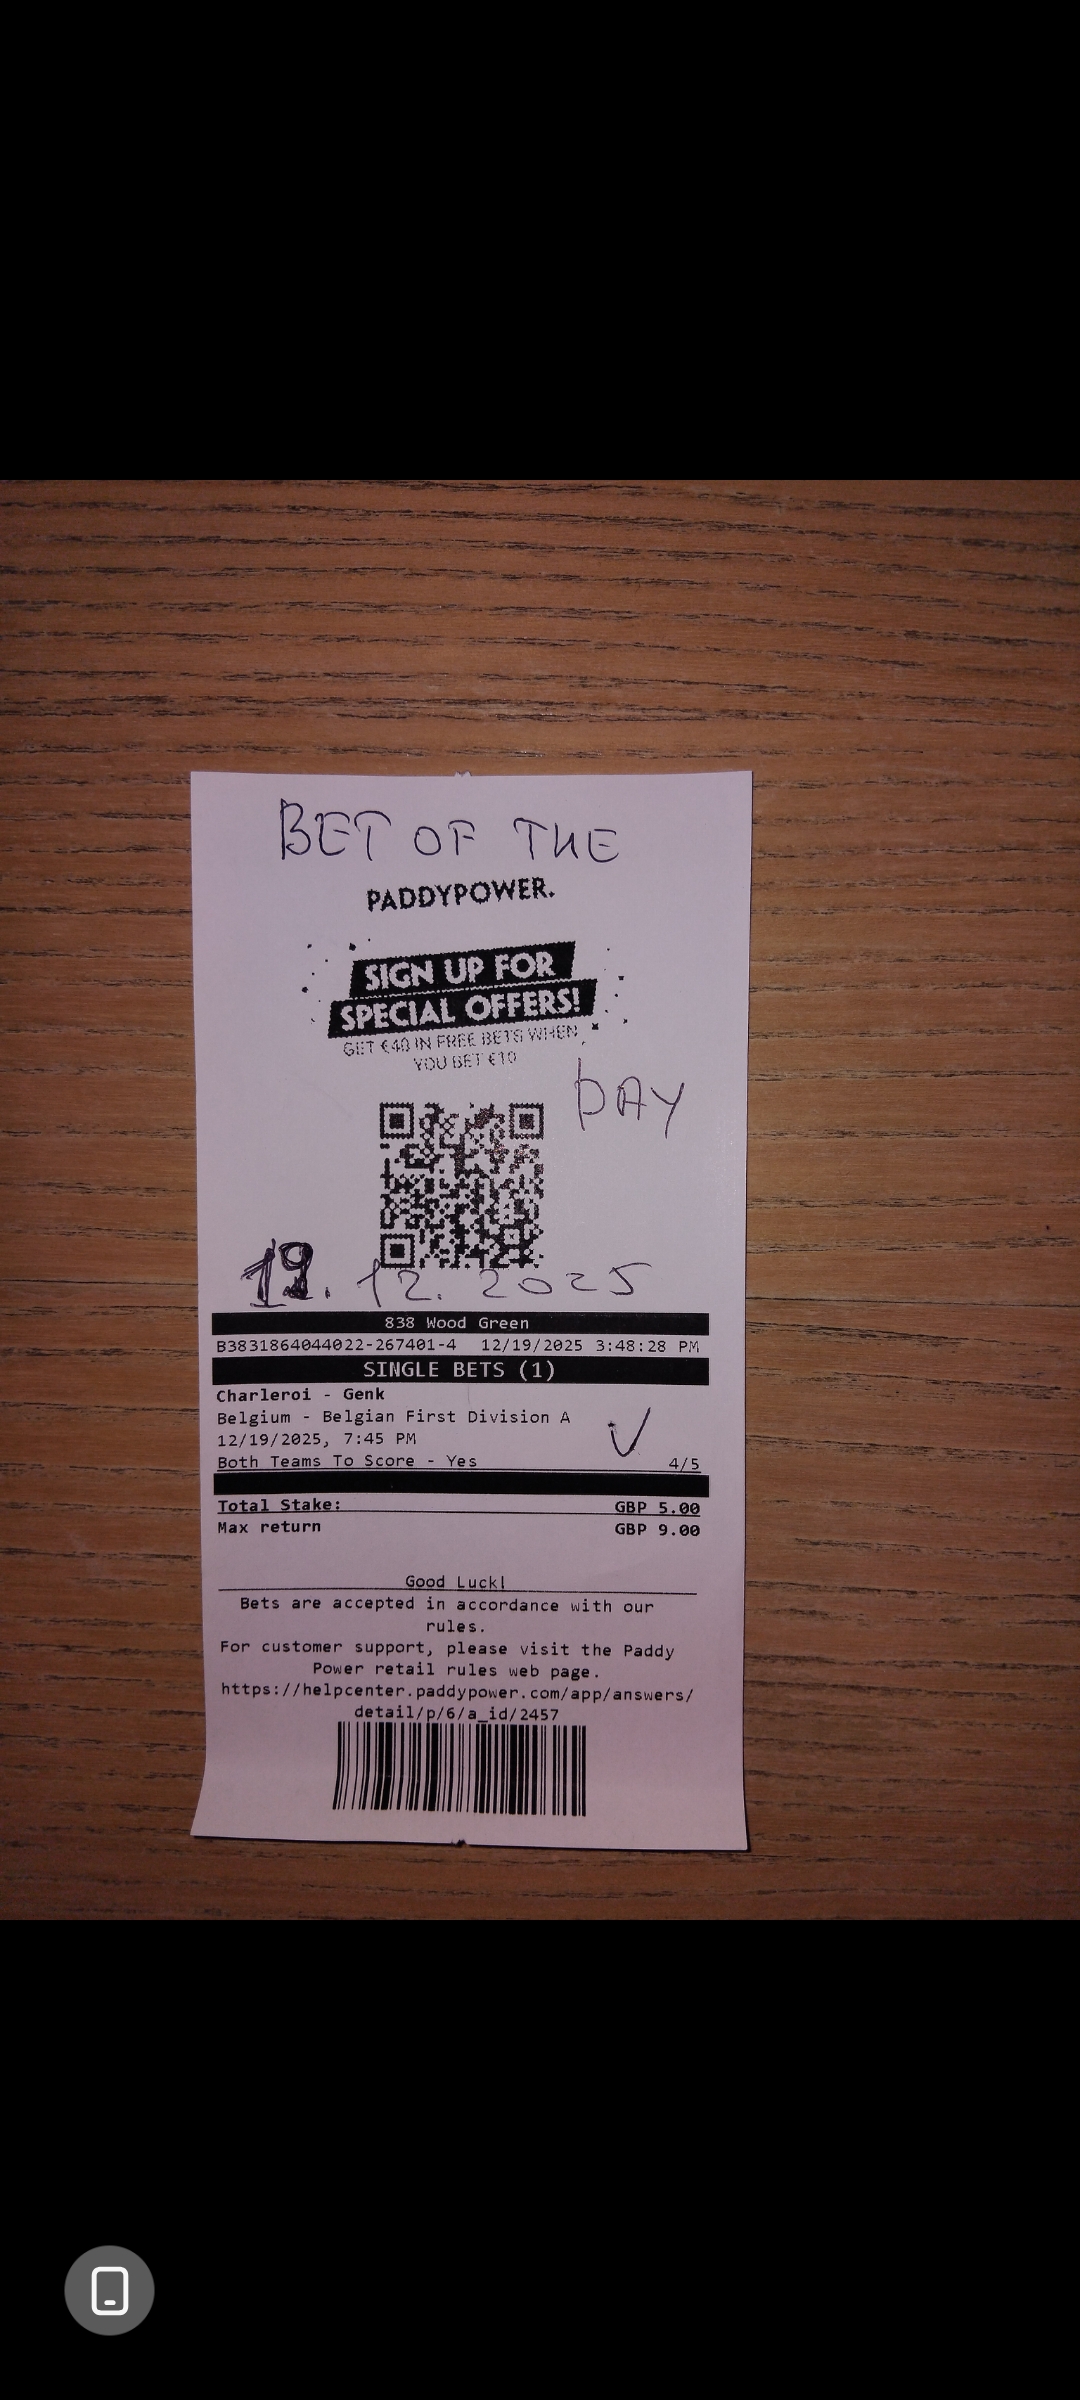 BET OF THE
PADDYPOWER.
SIGN UP FOR
SPECIAL OFFERS!
GET €40 IN FREE BETS WHEN
YOU BET €10
DAY
19. 12. 2025
838 Wood Green
B3831864044022-267401-4 12/19/2025 3:48:28 PM
SINGLE BETS (1)
Charleroi - Genk
Belgium - Belgian First Division A
12/19/2025, 7:45 PM
Both Teams To Score - Yes 4/5
Total Stake: GBP 5.00
Max return GBP 9.00
Good Luck!
Bets are accepted in accordance with our
rules.
For customer support, please visit the Paddy
Power retail rules web page.
https://helpcenter.paddypower.com/app/answers/
detail/p/6/a_id/2457